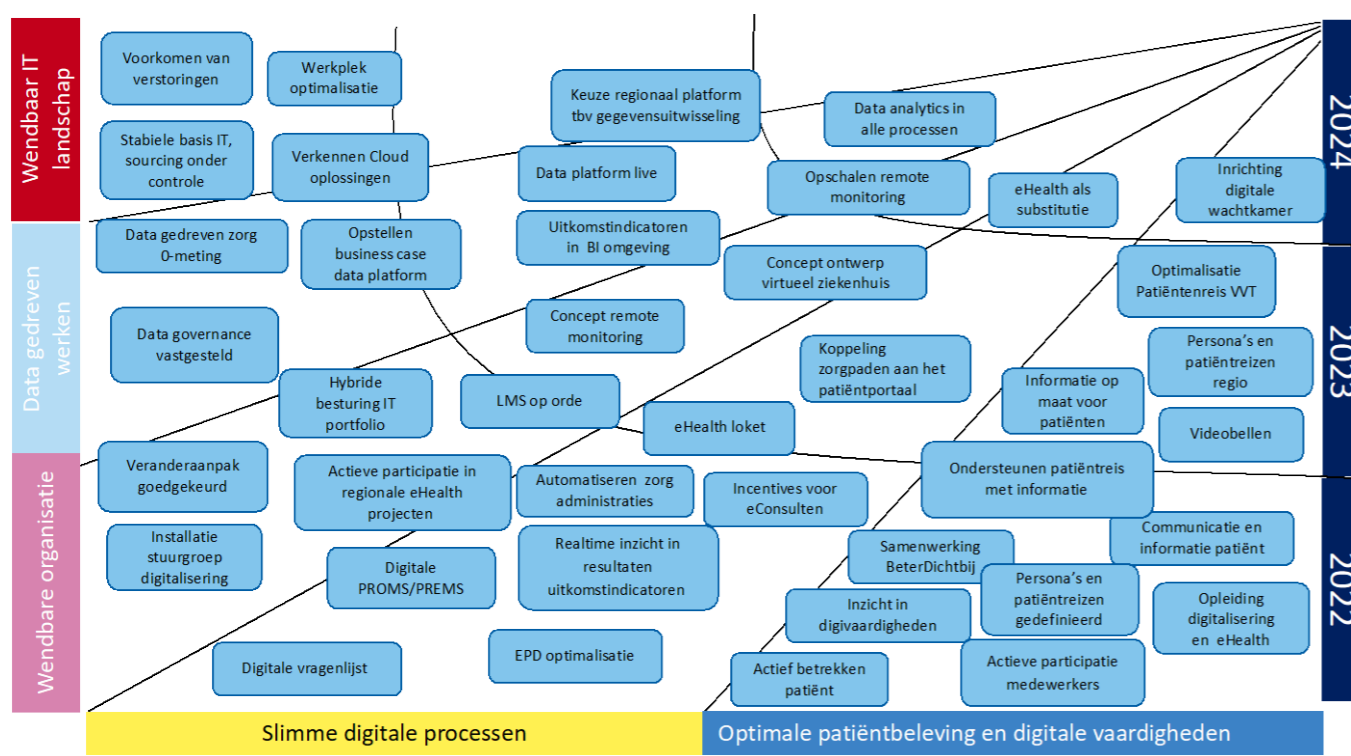 Wendbaar IT
landschap
Data gedreven
werken
Wendbare organisatie
Voorkomen van
verstoringen
Werkplek
optimalisatie
Keuze regionaal platform
tbv gegevensuitwisseling
Data analytics in
alle processen
Stabiele basis IT,
sourcing onder
controle
Verkennen Cloud
oplossingen
Data platform live
Opschalen remote
monitoring
eHealth als
substitutie
Inrichting
digitale
wachtkamer
Data gedreven zorg
0-meting
Opstellen
business case
data platform
Uitkomstindicatoren
in BI omgeving
Concept ontwerp
virtueel ziekenhuis
Optimalisatie
Patiëntenreis VVT
Data governance
vastgesteld
Concept remote
monitoring
Koppeling
zorgpaden aan het
patiëntportaal
Persona's en
patiëntreizen
regio
Hybride
besturing IT
portfolio
LMS op orde
eHealth loket
Informatie op
maat voor
patiënten
Videobellen
Veranderaanpak
goedgekeurd
Actieve participatie in
regionale eHealth
projecten
Automatiseren zorg
administraties
Incentives voor
eConsulten
Ondersteunen patiëntreis
met informatie
Installatie
stuurgroep
digitalisering
Digitale
PROMS/PREMS
Realtime inzicht in
resultaten
uitkomstindicatoren
Samenwerking
BeterDichtbij
Communicatie en
informatie patiënt
Inzicht in
digivaardigheden
Persona's en
patiëntreizen
gedefinieerd
Opleiding
digitalisering
en eHealth
Digitale vragenlijst
EPD optimalisatie
Actief betrekken
patiënt
Actieve participatie
medewerkers
2024
2023
2022
Slimme digitale processen
Optimale patiëntbeleving en digitale vaardigheden